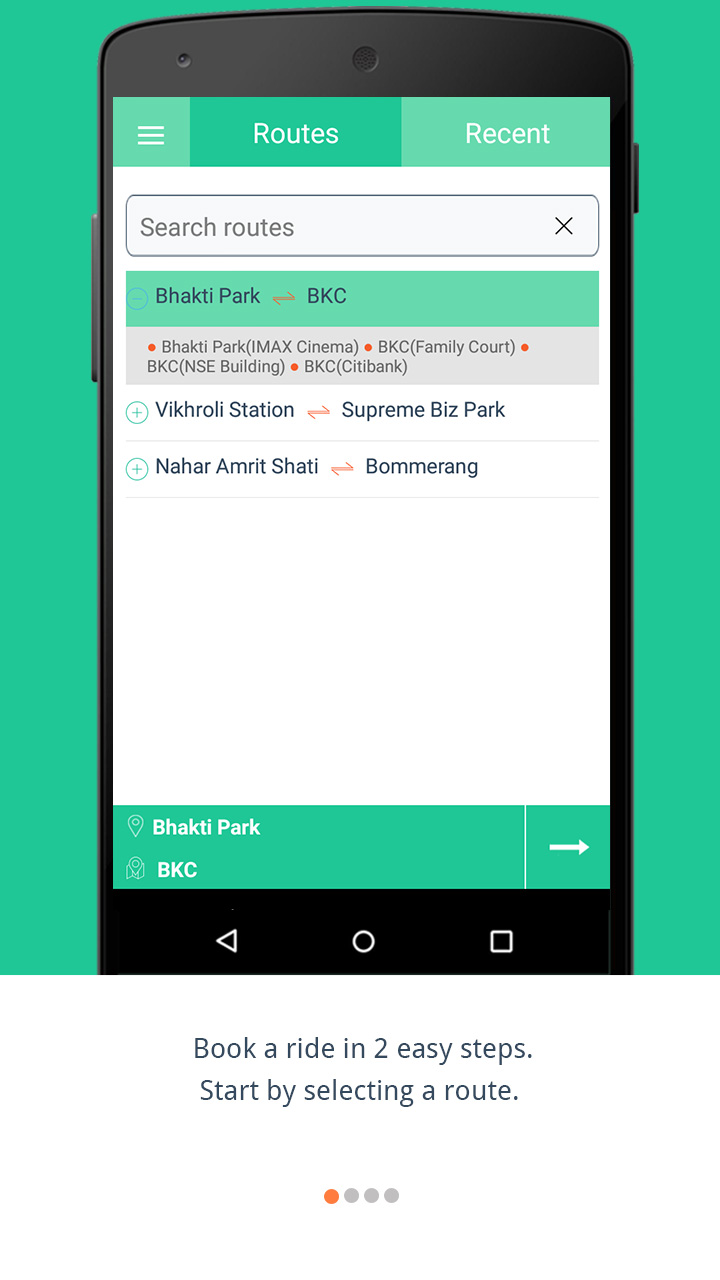 Routes
Recent
Search routes
Bhakti Park ⇌ BKC
• Bhakti Park(IMAX Cinema) • BKC(Family Court) •
BKC(NSE Building) • BKC(Citibank)
Vikhroli Station ⇌ Supreme Biz Park
Nahar Amrit Shati ⇌ Bommerang
Bhakti Park
BKC
Book a ride in 2 easy steps.
Start by selecting a route.